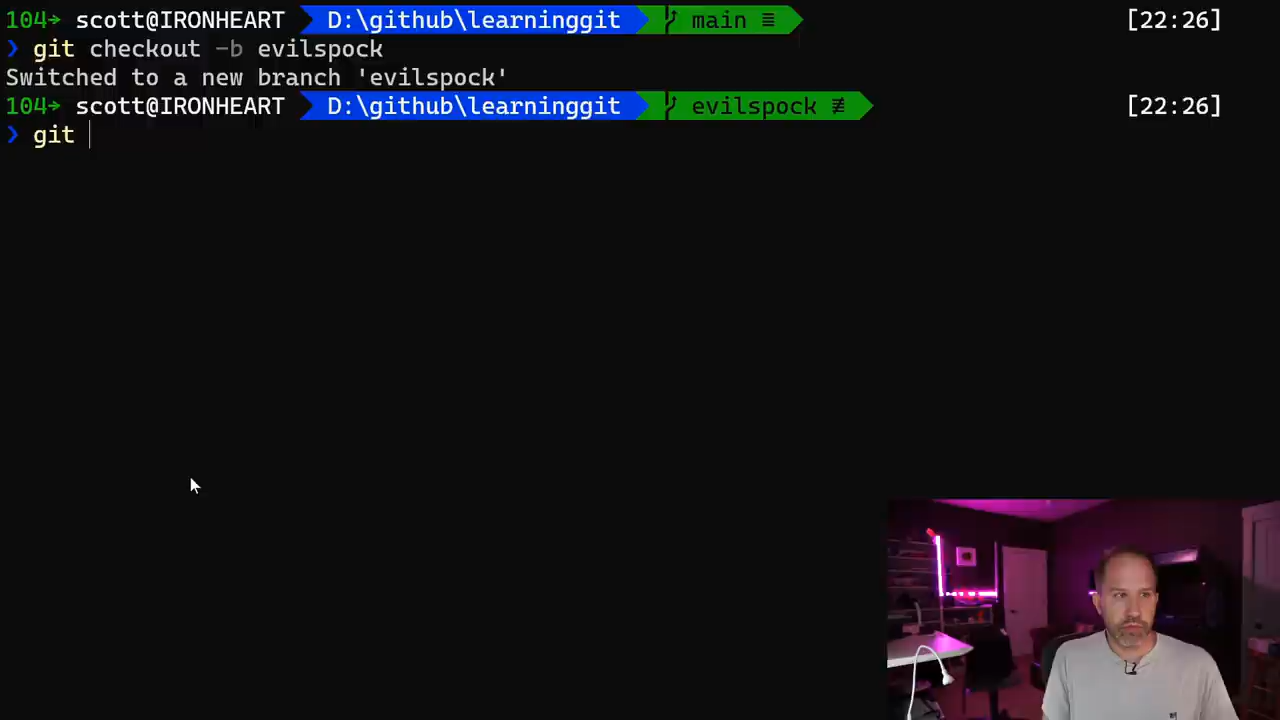 104→ scott@IRONHEART D:\github\learninggit main ≡ [22:26]
❯ git checkout -b evilspock
Switched to a new branch 'evilspock'
104→ scott@IRONHEART D:\github\learninggit evilspock ≢ [22:26]
❯ git